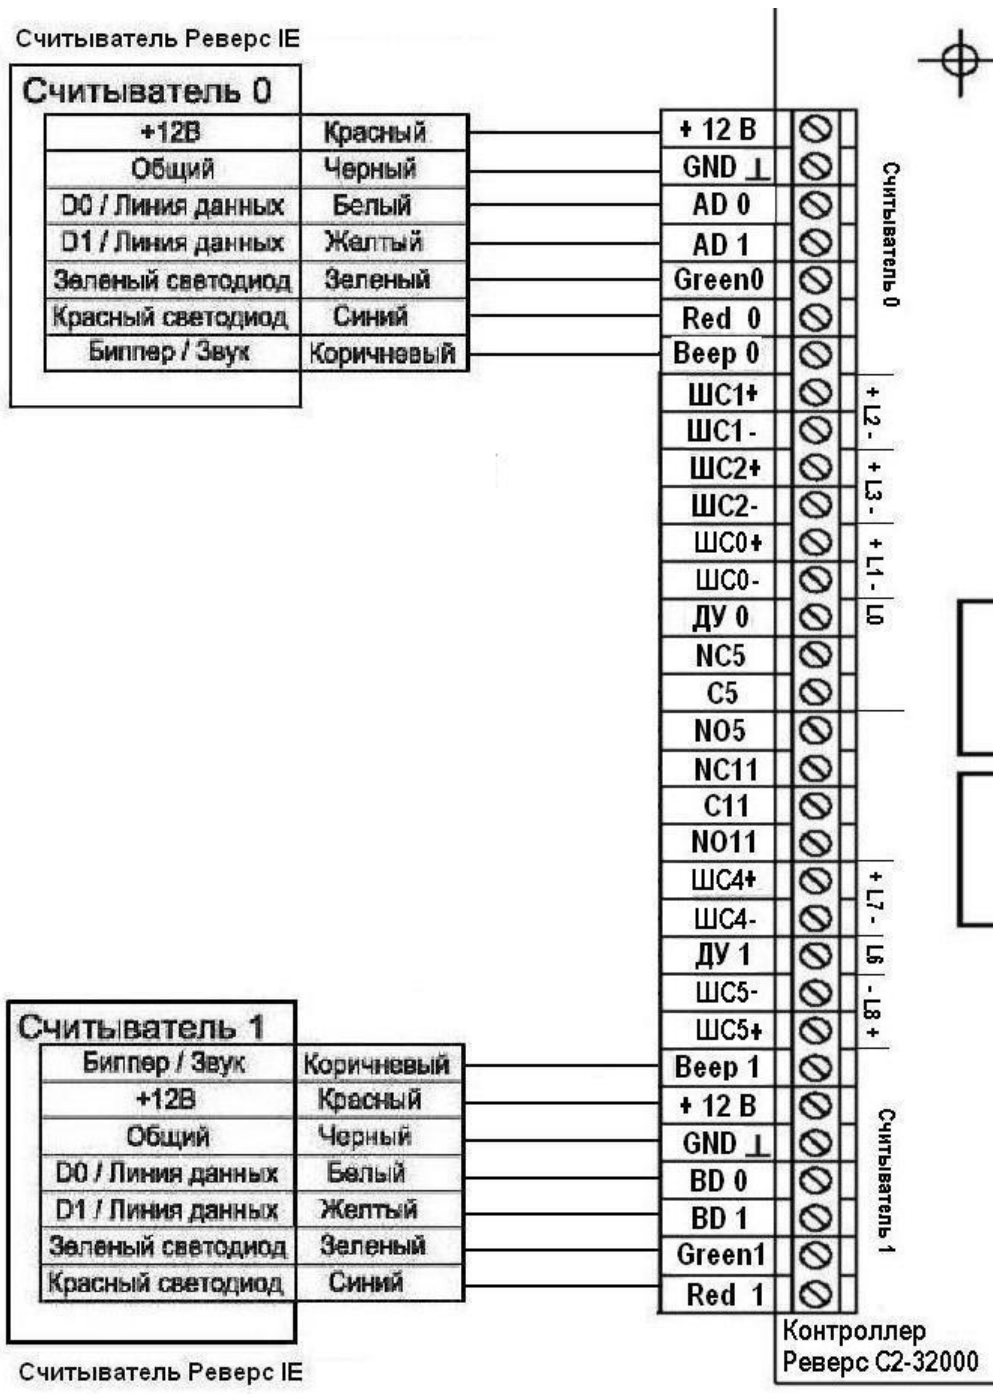 Считыватель Реверс IE
Считыватель 0
+12В Красный + 12 В
Общий Черный GND ⊥
D0 / Линия данных Белый AD 0
D1 / Линия данных Желтый AD 1
Зеленый светодиод Зеленый Green0
Красный светодиод Синий Red 0
Биппер / Звук Коричневый Beep 0
Считыватель 0
ШС1+
ШС1-
+ L2 -
ШС2+
ШС2-
+ L3 -
ШС0+
ШС0-
+ L1 -
ДУ 0 L0
NC5
C5
NO5
NC11
C11
NO11
ШС4+
ШС4-
+ L7 -
ДУ 1 L6
ШС5-
ШС5+
- L8 +
Считыватель 1
Биппер / Звук Коричневый Beep 1
+12В Красный + 12 В
Общий Черный GND ⊥
D0 / Линия данных Белый BD 0
D1 / Линия данных Желтый BD 1
Зеленый светодиод Зеленый Green1
Красный светодиод Синий Red 1
Считыватель 1
Считыватель Реверс IE
Контроллер
Реверс С2-32000